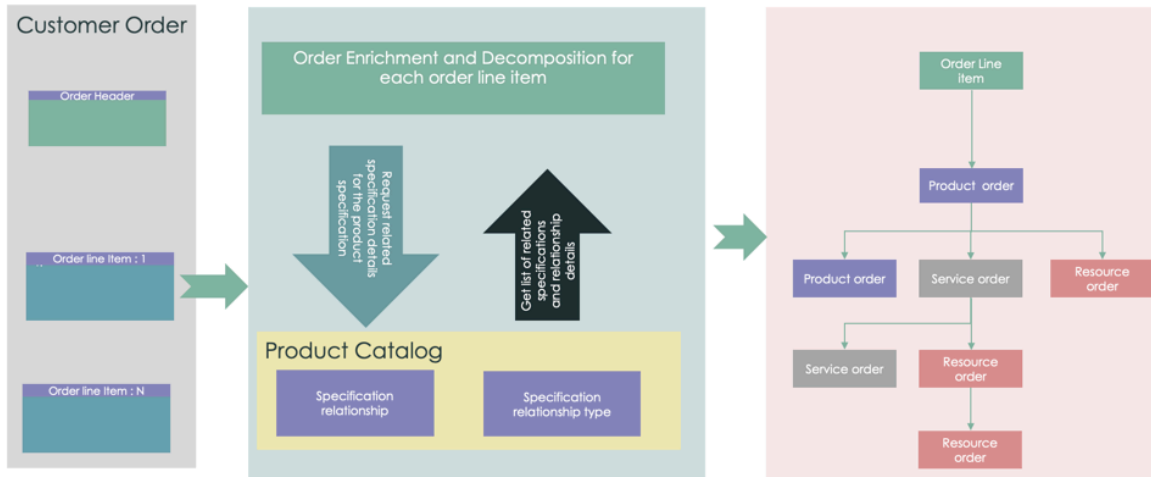 Customer Order
Order Header
Order line Item : 1
Order line Item : N
Order Enrichment and Decomposition for
each order line item
Request related
specification details
for the product
specification
Get list of related
specifications
and relationship
details
Product Catalog
Specification
relationship
Specification
relationship type
Order Line
item
Product order
Product order
Service order
Resource
order
Service order
Resource
order
Resource
order